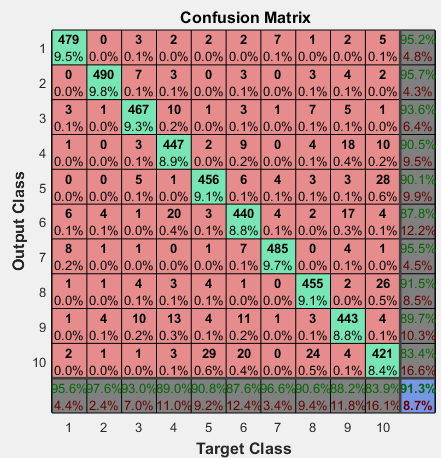 Confusion Matrix
1 479 0 3 2 2 2 7 1 2 5 95.2%
9.5% 0.0% 0.1% 0.0% 0.0% 0.0% 0.1% 0.0% 0.0% 0.1% 4.8%
2 0 490 7 3 0 3 0 3 4 2 95.7%
0.0% 9.8% 0.1% 0.1% 0.0% 0.1% 0.0% 0.1% 0.1% 0.0% 4.3%
3 3 1 467 10 1 3 1 7 5 1 93.6%
0.1% 0.0% 9.3% 0.2% 0.0% 0.1% 0.0% 0.1% 0.1% 0.0% 6.4%
4 1 0 3 447 2 9 0 4 18 10 90.5%
0.0% 0.0% 0.1% 8.9% 0.0% 0.2% 0.0% 0.1% 0.4% 0.2% 9.5%
5 0 0 5 1 456 6 4 3 3 28 90.1%
0.0% 0.0% 0.1% 0.0% 9.1% 0.1% 0.1% 0.1% 0.1% 0.6% 9.9%
6 6 4 1 20 3 440 4 2 17 4 87.8%
0.1% 0.1% 0.0% 0.4% 0.1% 8.8% 0.1% 0.0% 0.3% 0.1% 12.2%
7 8 1 1 0 1 7 485 0 4 1 95.5%
0.2% 0.0% 0.0% 0.0% 0.0% 0.1% 9.7% 0.0% 0.1% 0.0% 4.5%
8 1 1 4 3 4 1 0 455 2 26 91.5%
0.0% 0.0% 0.1% 0.1% 0.1% 0.0% 0.0% 9.1% 0.0% 0.5% 8.5%
9 1 4 10 13 4 11 1 3 443 4 89.7%
0.0% 0.1% 0.2% 0.3% 0.1% 0.2% 0.0% 0.1% 8.8% 0.1% 10.3%
10 2 1 1 3 29 20 0 24 4 421 83.4%
0.0% 0.0% 0.0% 0.1% 0.6% 0.4% 0.0% 0.5% 0.1% 8.4% 16.6%
95.6% 97.6% 93.0% 89.0% 90.8% 87.6% 96.6% 90.6% 88.2% 83.9% 91.3%
4.4% 2.4% 7.0% 11.0% 9.2% 12.4% 3.4% 9.4% 11.8% 16.1% 8.7%
1 2 3 4 5 6 7 8 9 10
Target Class
Output Class